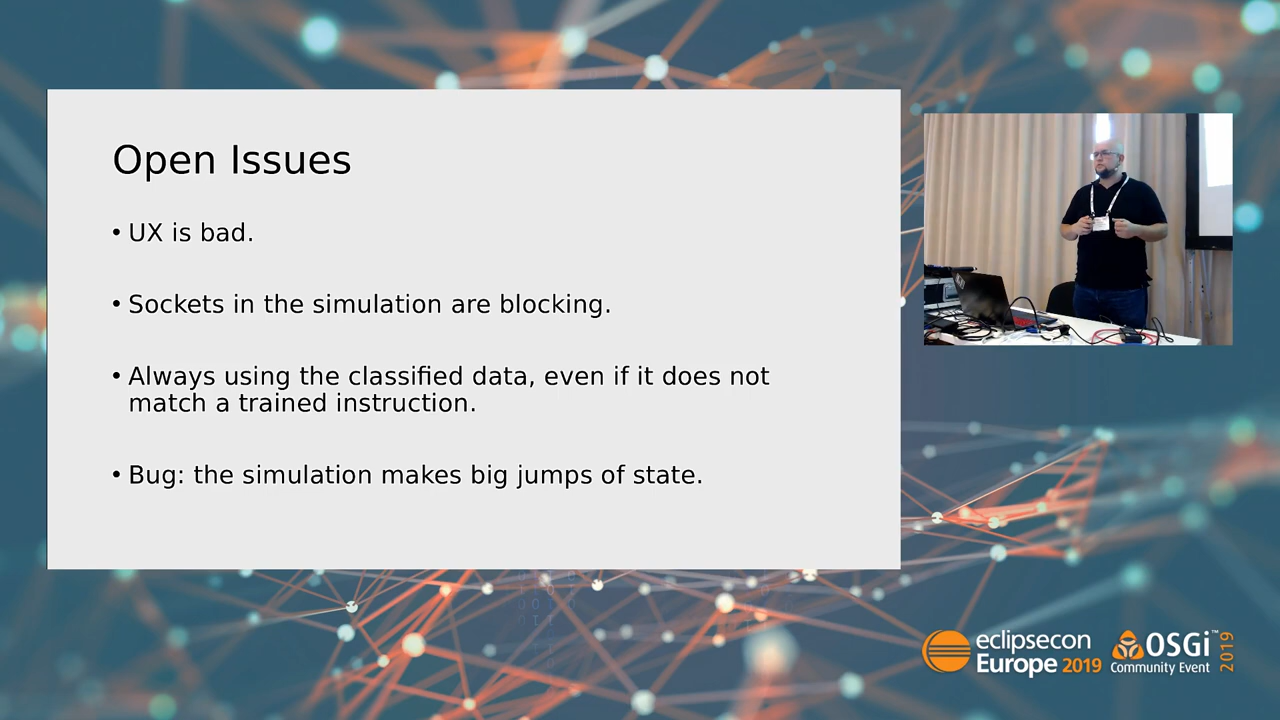 Open Issues
• UX is bad.
• Sockets in the simulation are blocking.
• Always using the classified data, even if it does not
match a trained instruction.
• Bug: the simulation makes big jumps of state.
eclipsecon
Europe 2019
OSGi™
Community Event
2019